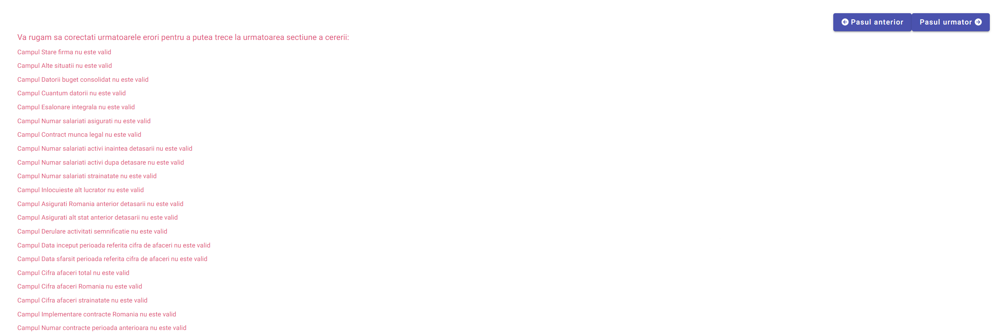 Pasul anterior
Pasul urmator
Va rugam sa corectati urmatoarele erori pentru a putea trece la urmatoarea sectiune a cererii:
Campul Stare firma nu este valid
Campul Alte situatii nu este valid
Campul Datorii buget consolidat nu este valid
Campul Cuantum datorii nu este valid
Campul Esalonare integrala nu este valid
Campul Numar salariati asigurati nu este valid
Campul Contract munca legal nu este valid
Campul Numar salariati activi inaintea detasarii nu este valid
Campul Numar salariati activi dupa detasare nu este valid
Campul Numar salariati strainatate nu este valid
Campul Inlocuieste alt lucrator nu este valid
Campul Asigurati Romania anterior detasarii nu este valid
Campul Asigurati alt stat anterior detasarii nu este valid
Campul Derulare activitati semnificatie nu este valid
Campul Data inceput perioada referita cifra de afaceri nu este valid
Campul Data sfarsit perioada referita cifra de afaceri nu este valid
Campul Cifra afaceri total nu este valid
Campul Cifra afaceri Romania nu este valid
Campul Cifra afaceri strainatate nu este valid
Campul Implementare contracte Romania nu este valid
Campul Numar contracte perioada anterioara nu este valid